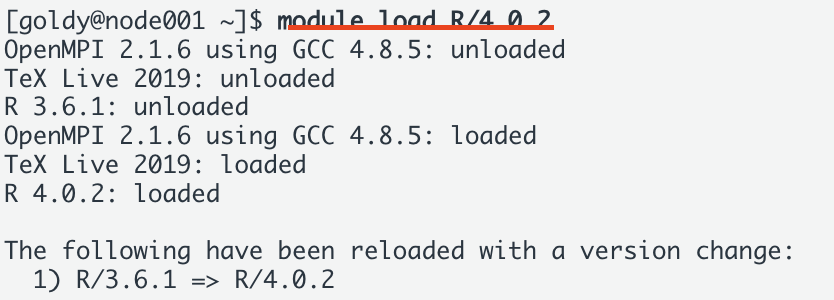 [goldy@node001 ~]$ module load R/4.0.2
OpenMPI 2.1.6 using GCC 4.8.5: unloaded
TeX Live 2019: unloaded
R 3.6.1: unloaded
OpenMPI 2.1.6 using GCC 4.8.5: loaded
TeX Live 2019: loaded
R 4.0.2: loaded
The following have been reloaded with a version change:
1) R/3.6.1 => R/4.0.2